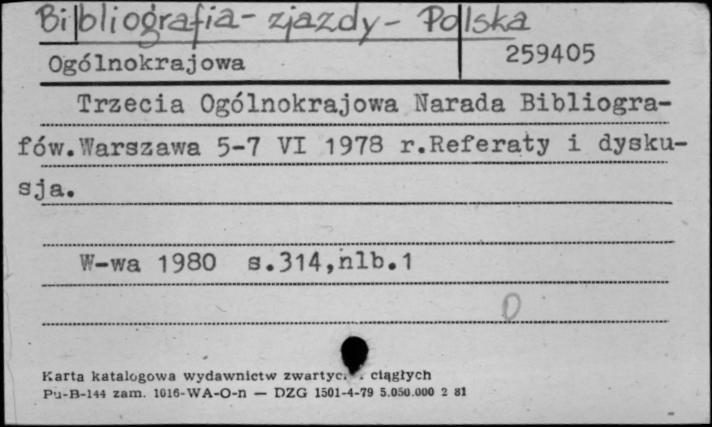 Bibliografia - zjazdy - Polska
Ogólnokrajowa
259405
Trzecia Ogólnokrajowa Narada Bibliogra-
fów.Warszawa 5-7 VI 1978 r.Referaty i dysku-
sja.
W-wa 1980 s.314,nlb.1
0
Karta katalogowa wydawnictw ciągłych
Pu-B-144 zam. 1016-WA-O-n — DZG 1501-4-79 5.050.000 2 81